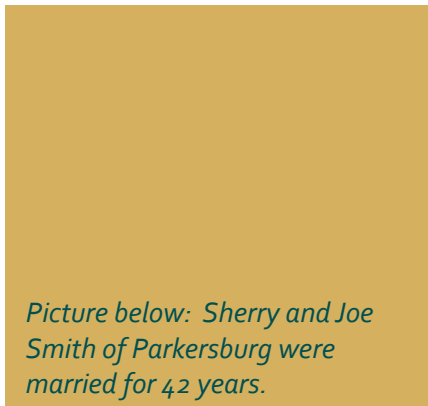 Picture below:  Sherry and Joe
Smith of Parkersburg were
married for 42 years.